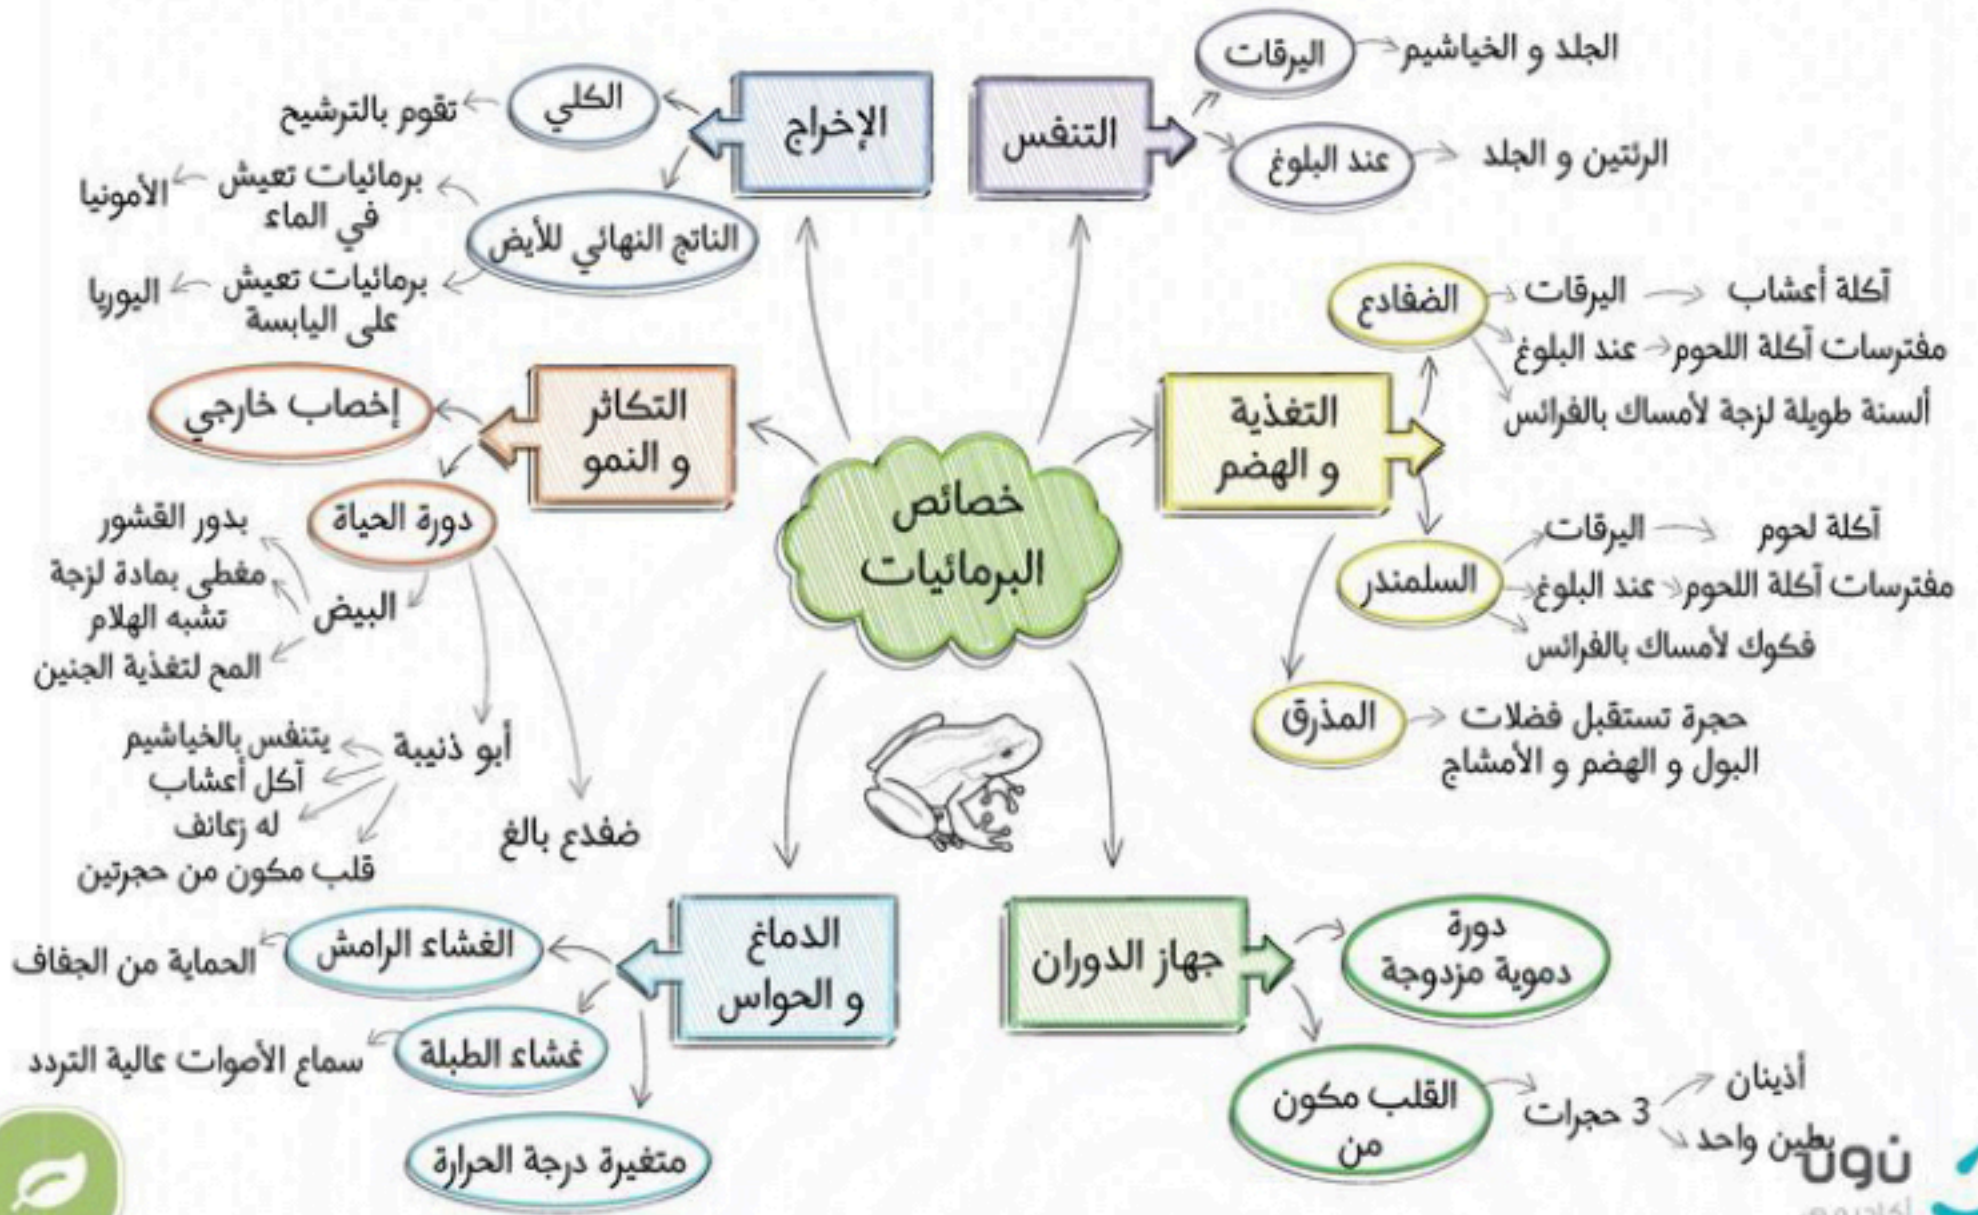 خصائص
البرمائيات
التنفس
اليرقات
الجلد و الخياشيم
عند البلوغ
الرئتين و الجلد
التغذية
و الهضم
الضفادع
اليرقات
آكلة أعشاب
عند البلوغ
مفترسات آكلة اللحوم
ألسنة طويلة لزجة لأمساك بالفرائس
السلمندر
اليرقات
آكلة لحوم
عند البلوغ
مفترسات آكلة اللحوم
فكوك لأمساك بالفرائس
المذرق
حجرة تستقبل فضلات
البول و الهضم و الأمشاج
جهاز الدوران
دورة
دموية مزدوجة
القلب مكون
من
3 حجرات
أذينان
بطين واحد
الدماغ
و الحواس
الغشاء الرامش
الحماية من الجفاف
غشاء الطبلة
سماع الأصوات عالية التردد
متغيرة درجة الحرارة
التكاثر
و النمو
إخصاب خارجي
دورة الحياة
البيض
بدور القشور
مغطى بمادة لزجة
تشبه الهلام
المح لتغذية الجنين
أبو ذنيبة
يتنفس بالخياشيم
آكل أعشاب
له زعانف
قلب مكون من حجرتين
ضفدع بالغ
الإخراج
الكلي
تقوم بالترشيح
الناتج النهائي للأيض
برمائيات تعيش
في الماء
الأمونيا
برمائيات تعيش
على اليابسة
اليوريا
نون